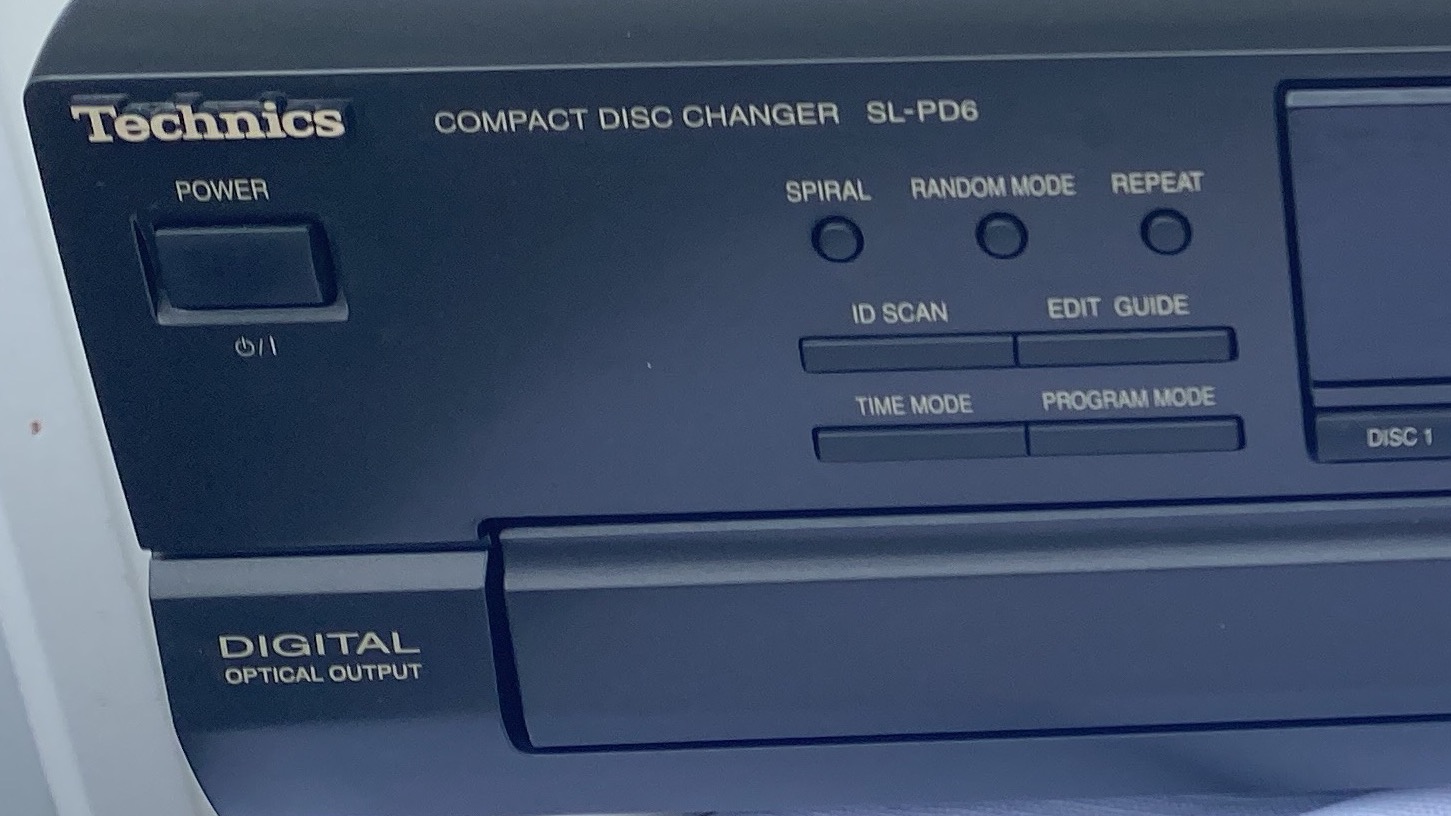 Technics
COMPACT DISC CHANGER SL-PD6
POWER
SPIRAL
RANDOM MODE
REPEAT
ID SCAN
EDIT GUIDE
⏻/I
TIME MODE
PROGRAM MODE
DISC 1
DIGITAL
OPTICAL OUTPUT